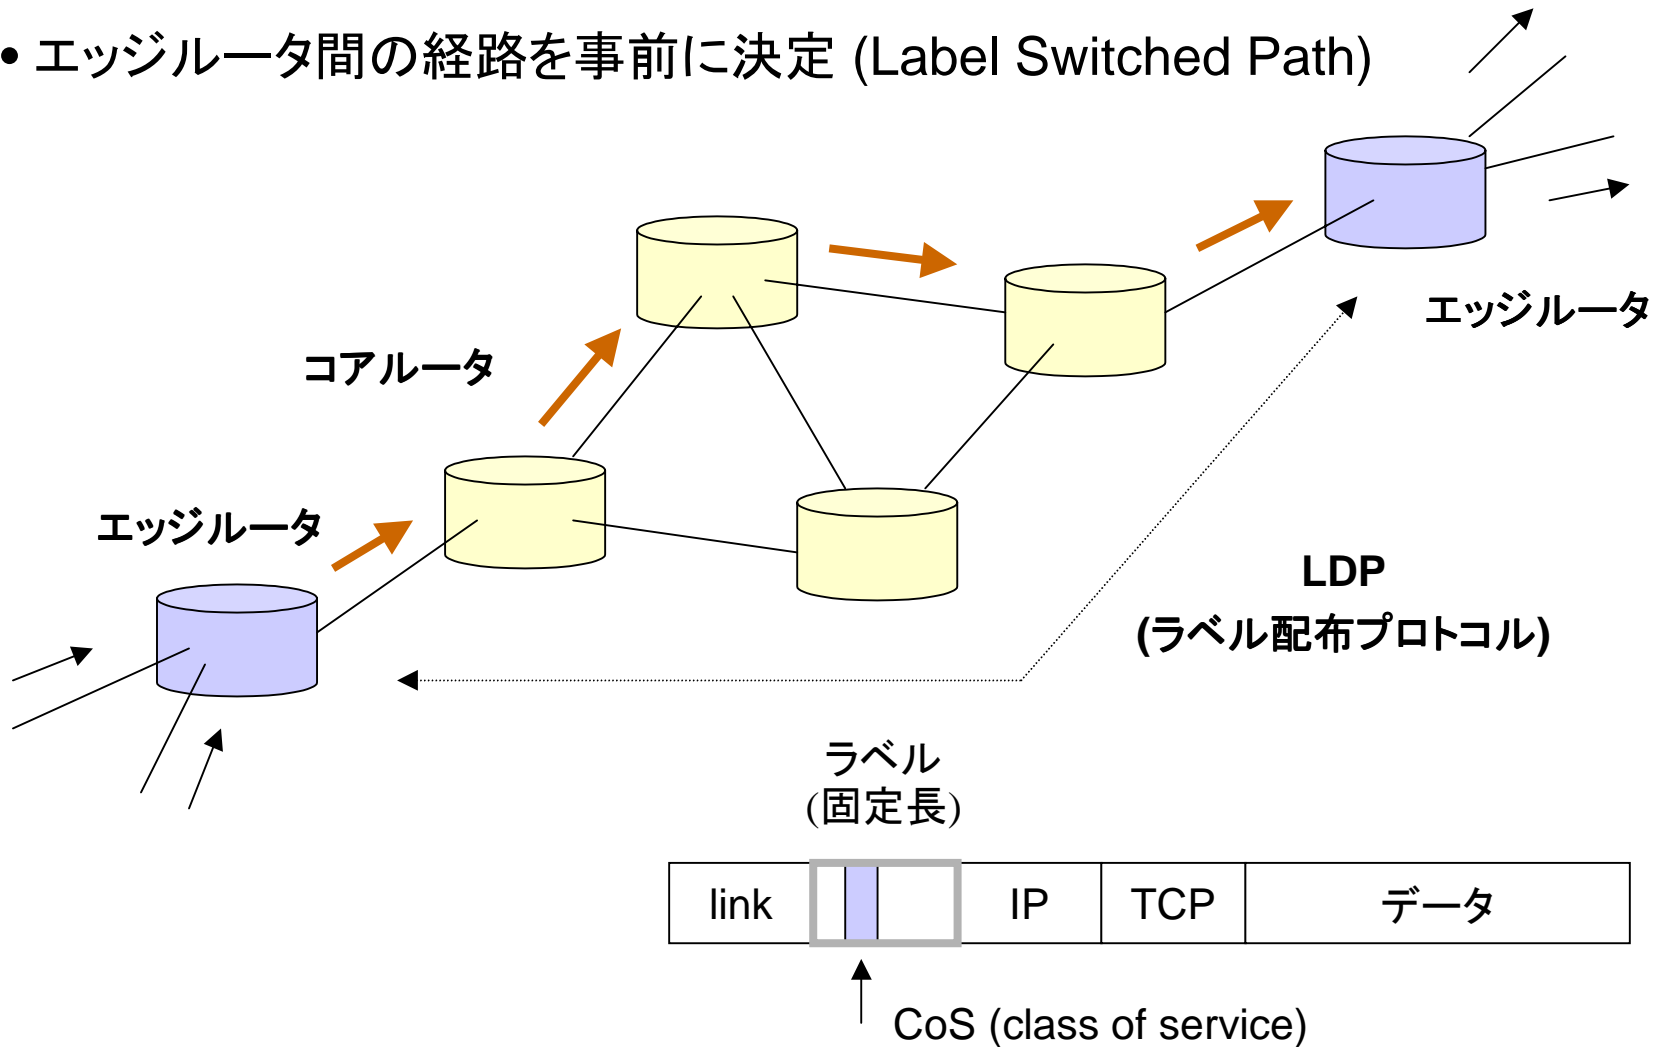 • エッジルータ間の経路を事前に決定 (Label Switched Path)
エッジルータ
コアルータ
エッジルータ
LDP
(ラベル配布プロトコル)
ラベル
(固定長)
link IP TCP データ
CoS (class of service)